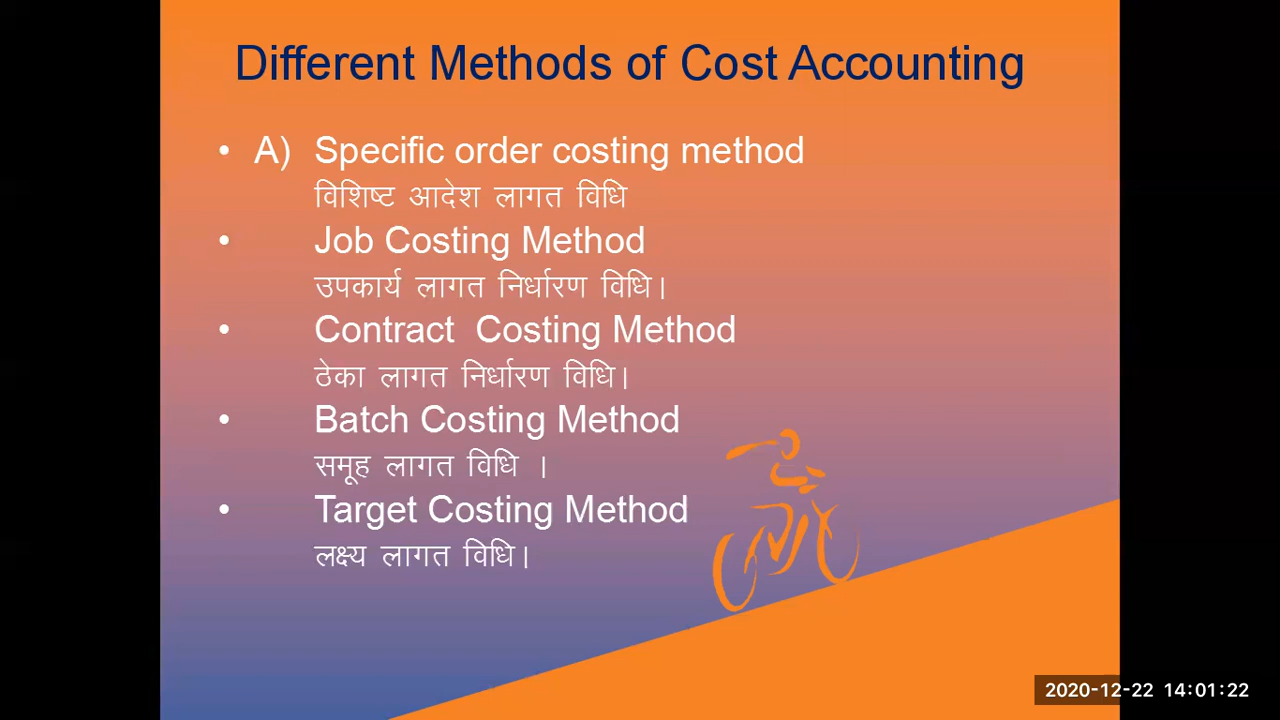 Different Methods of Cost Accounting
• A) Specific order costing method
विशिष्ट आदेश लागत विधि
• Job Costing Method
उपकार्य लागत निर्धारण विधि।
• Contract Costing Method
ठेका लागत निर्धारण विधि।
• Batch Costing Method
समूह लागत विधि ।
• Target Costing Method
लक्ष्य लागत विधि।
2020-12-22 14:01:22